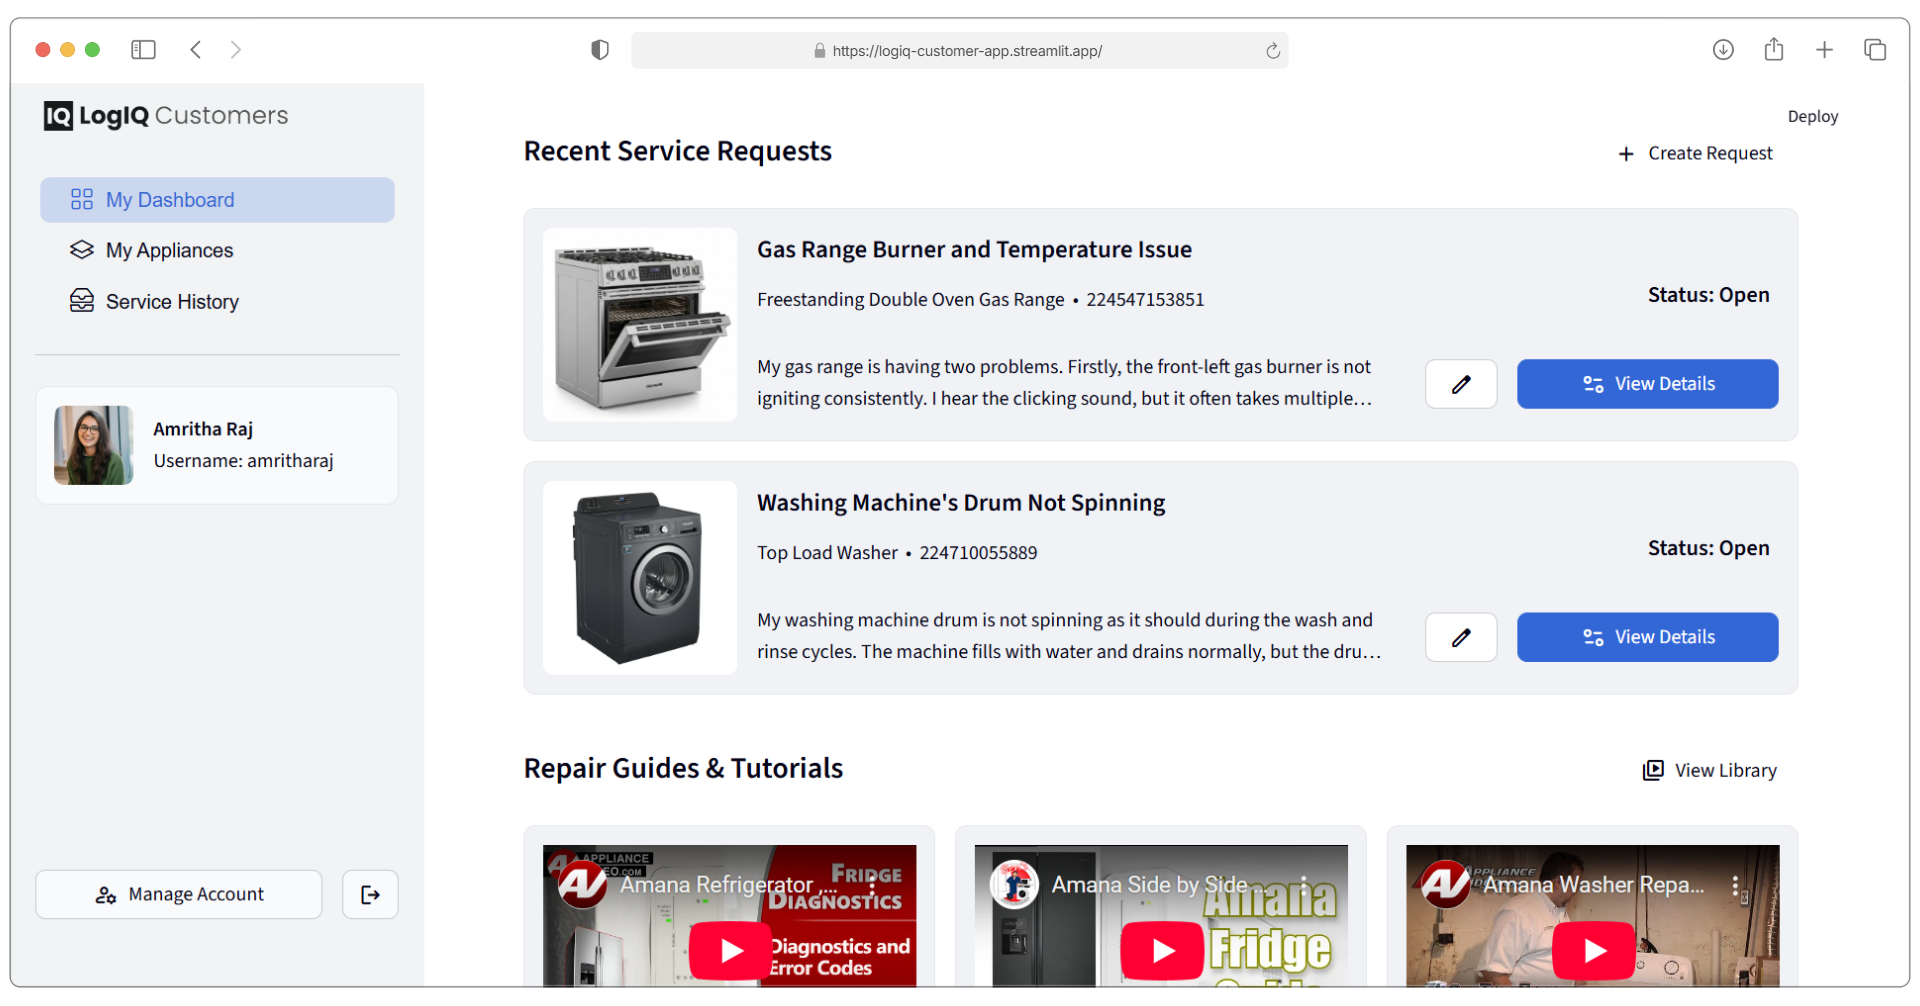 https://logiq-customer-app.streamlit.app/
IQ LogIQ Customers
My Dashboard
My Appliances
Service History
Amritha Raj
Username: amritharaj
Manage Account
Deploy
Recent Service Requests
+ Create Request
Gas Range Burner and Temperature Issue
Freestanding Double Oven Gas Range • 224547153851
Status: Open
My gas range is having two problems. Firstly, the front-left gas burner is not
igniting consistently. I hear the clicking sound, but it often takes multiple…
View Details
Washing Machine's Drum Not Spinning
Top Load Washer • 224710055889
Status: Open
My washing machine drum is not spinning as it should during the wash and
rinse cycles. The machine fills with water and drains normally, but the dru…
View Details
Repair Guides & Tutorials
View Library
APPLIANCE
EO.COM
AV
Amana Refrigerator ,...
FRIDGE
DIAGNOSTICS
Diagnostics and
Error Codes
Amana Side by Side ...
Amana
Fridge
AV
APPLIANCE
Amana Washer Repa...